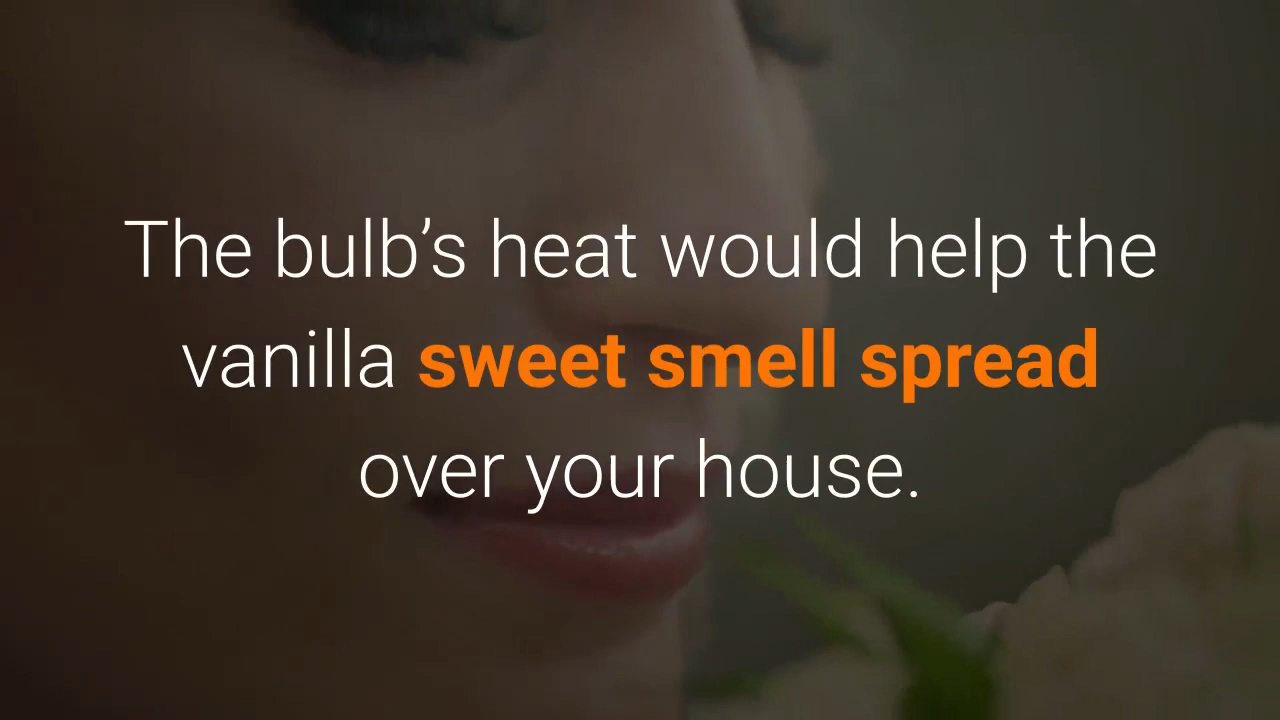 The bulb’s heat would help the
vanilla sweet smell spread
over your house.